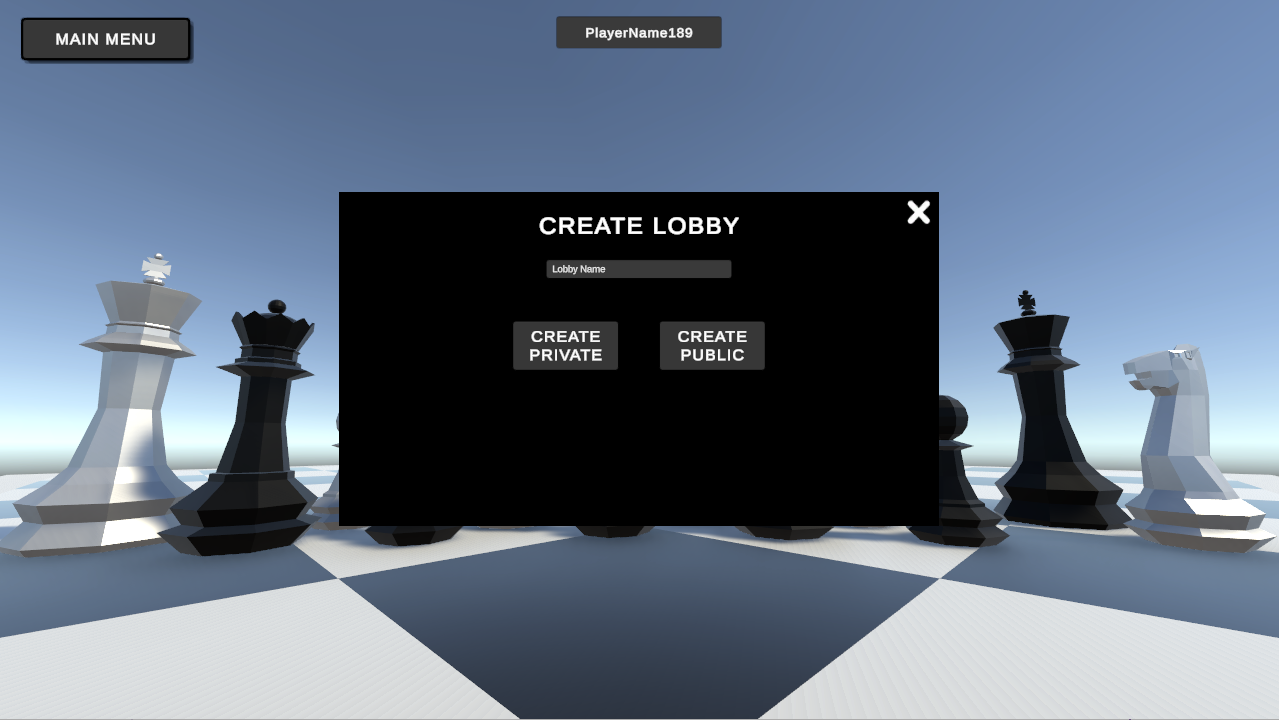 MAIN MENU
PlayerName189
CREATE LOBBY
Lobby Name
CREATE
PRIVATE
CREATE
PUBLIC